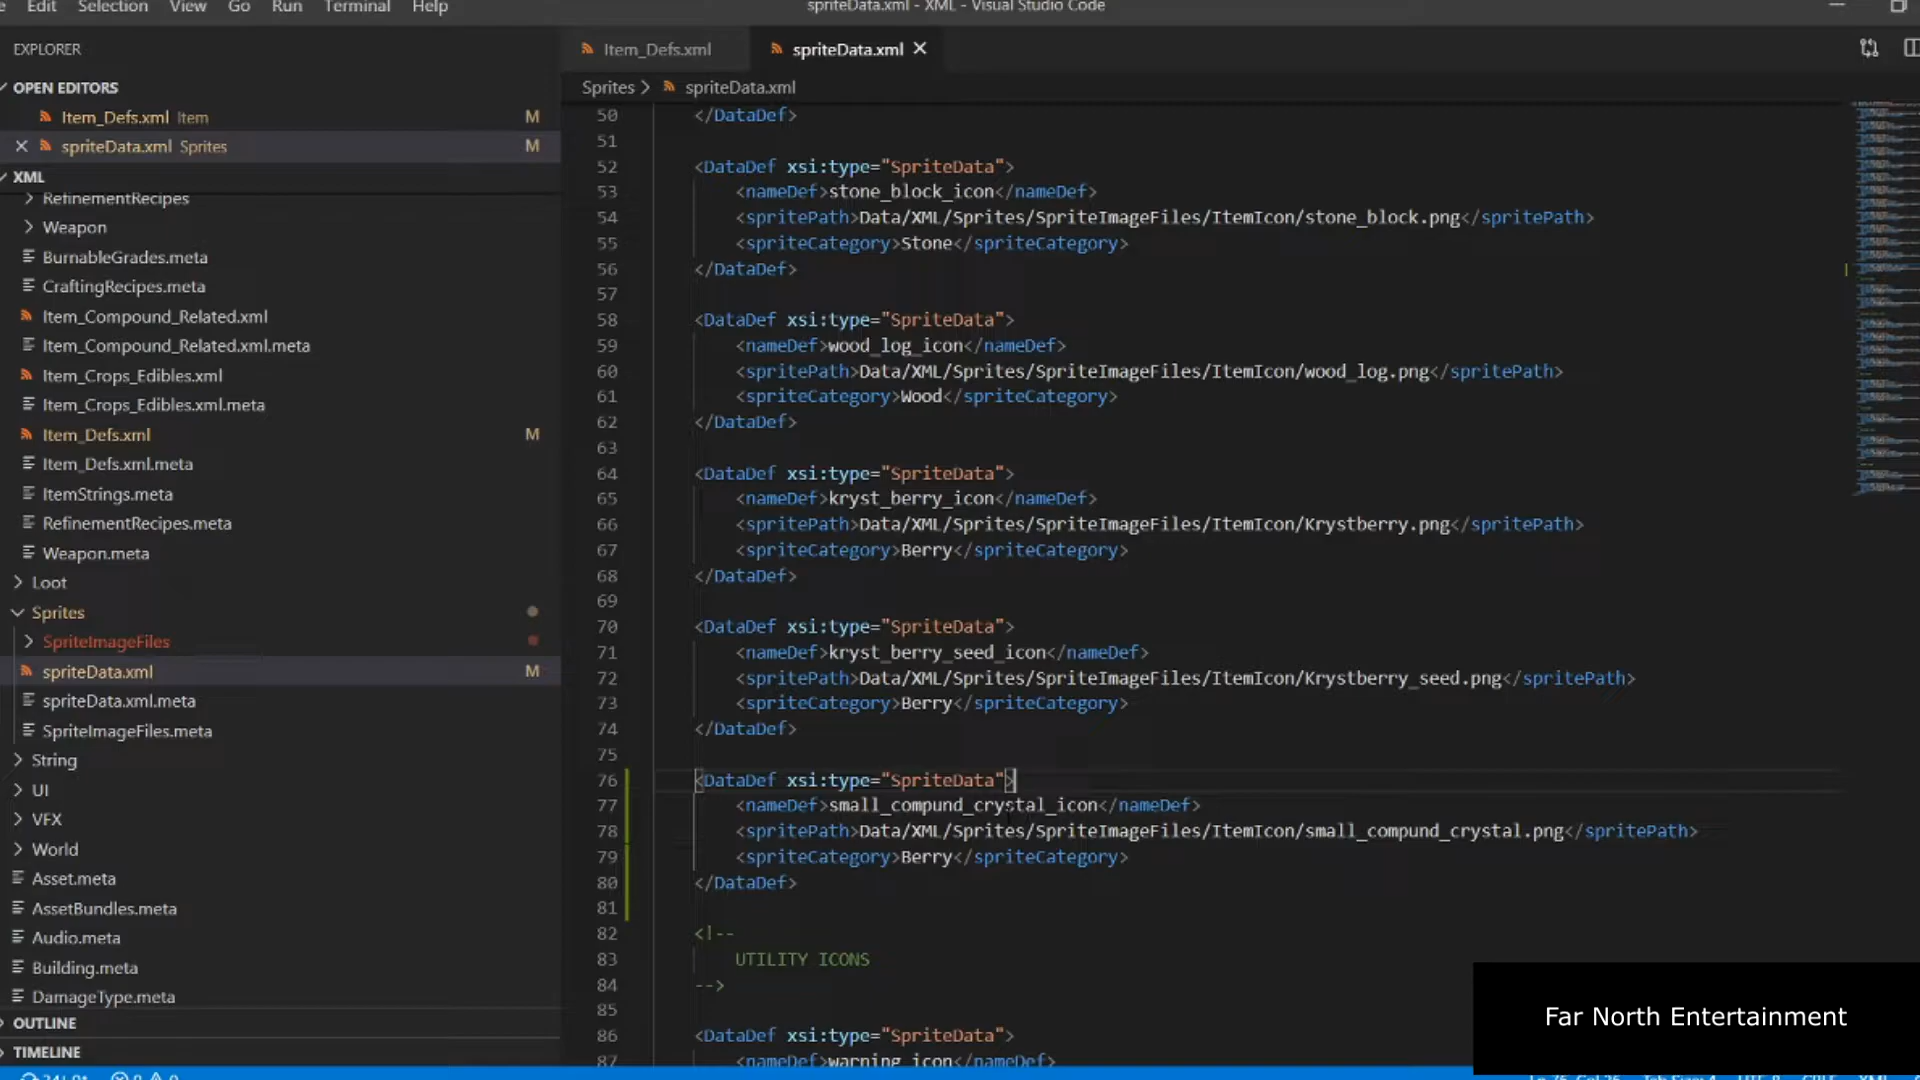 Edit Selection View Go Run Terminal Help
spriteData.xml - XML - Visual Studio Code
EXPLORER
OPEN EDITORS
Item_Defs.xml Item M
spriteData.xml Sprites M
XML
RefinementRecipes
Weapon
BurnableGrades.meta
CraftingRecipes.meta
Item_Compound_Related.xml
Item_Compound_Related.xml.meta
Item_Crops_Edibles.xml
Item_Crops_Edibles.xml.meta
Item_Defs.xml M
Item_Defs.xml.meta
ItemStrings.meta
RefinementRecipes.meta
Weapon.meta
Loot
Sprites
SpriteImageFiles
spriteData.xml M
spriteData.xml.meta
SpriteImageFiles.meta
String
UI
VFX
World
Asset.meta
AssetBundles.meta
Audio.meta
Building.meta
DamageType.meta
OUTLINE
TIMELINE
Item_Defs.xml spriteData.xml
Sprites > spriteData.xml
50 </DataDef>
51
52 <DataDef xsi:type="SpriteData">
53 <nameDef>stone_block_icon</nameDef>
54 <spritePath>Data/XML/Sprites/SpriteImageFiles/ItemIcon/stone_block.png</spritePath>
55 <spriteCategory>Stone</spriteCategory>
56 </DataDef>
57
58 <DataDef xsi:type="SpriteData">
59 <nameDef>wood_log_icon</nameDef>
60 <spritePath>Data/XML/Sprites/SpriteImageFiles/ItemIcon/wood_log.png</spritePath>
61 <spriteCategory>Wood</spriteCategory>
62 </DataDef>
63
64 <DataDef xsi:type="SpriteData">
65 <nameDef>kryst_berry_icon</nameDef>
66 <spritePath>Data/XML/Sprites/SpriteImageFiles/ItemIcon/Krystberry.png</spritePath>
67 <spriteCategory>Berry</spriteCategory>
68 </DataDef>
69
70 <DataDef xsi:type="SpriteData">
71 <nameDef>kryst_berry_seed_icon</nameDef>
72 <spritePath>Data/XML/Sprites/SpriteImageFiles/ItemIcon/Krystberry_seed.png</spritePath>
73 <spriteCategory>Berry</spriteCategory>
74 </DataDef>
75
76 <DataDef xsi:type="SpriteData">
77 <nameDef>small_compund_crystal_icon</nameDef>
78 <spritePath>Data/XML/Sprites/SpriteImageFiles/ItemIcon/small_compund_crystal.png</spritePath>
79 <spriteCategory>Berry</spriteCategory>
80 </DataDef>
81
82 <!--
83 UTILITY ICONS
84 -->
85
86 <DataDef xsi:type="SpriteData">
87 <nameDef>warning_icon</nameDef>
Far North Entertainment